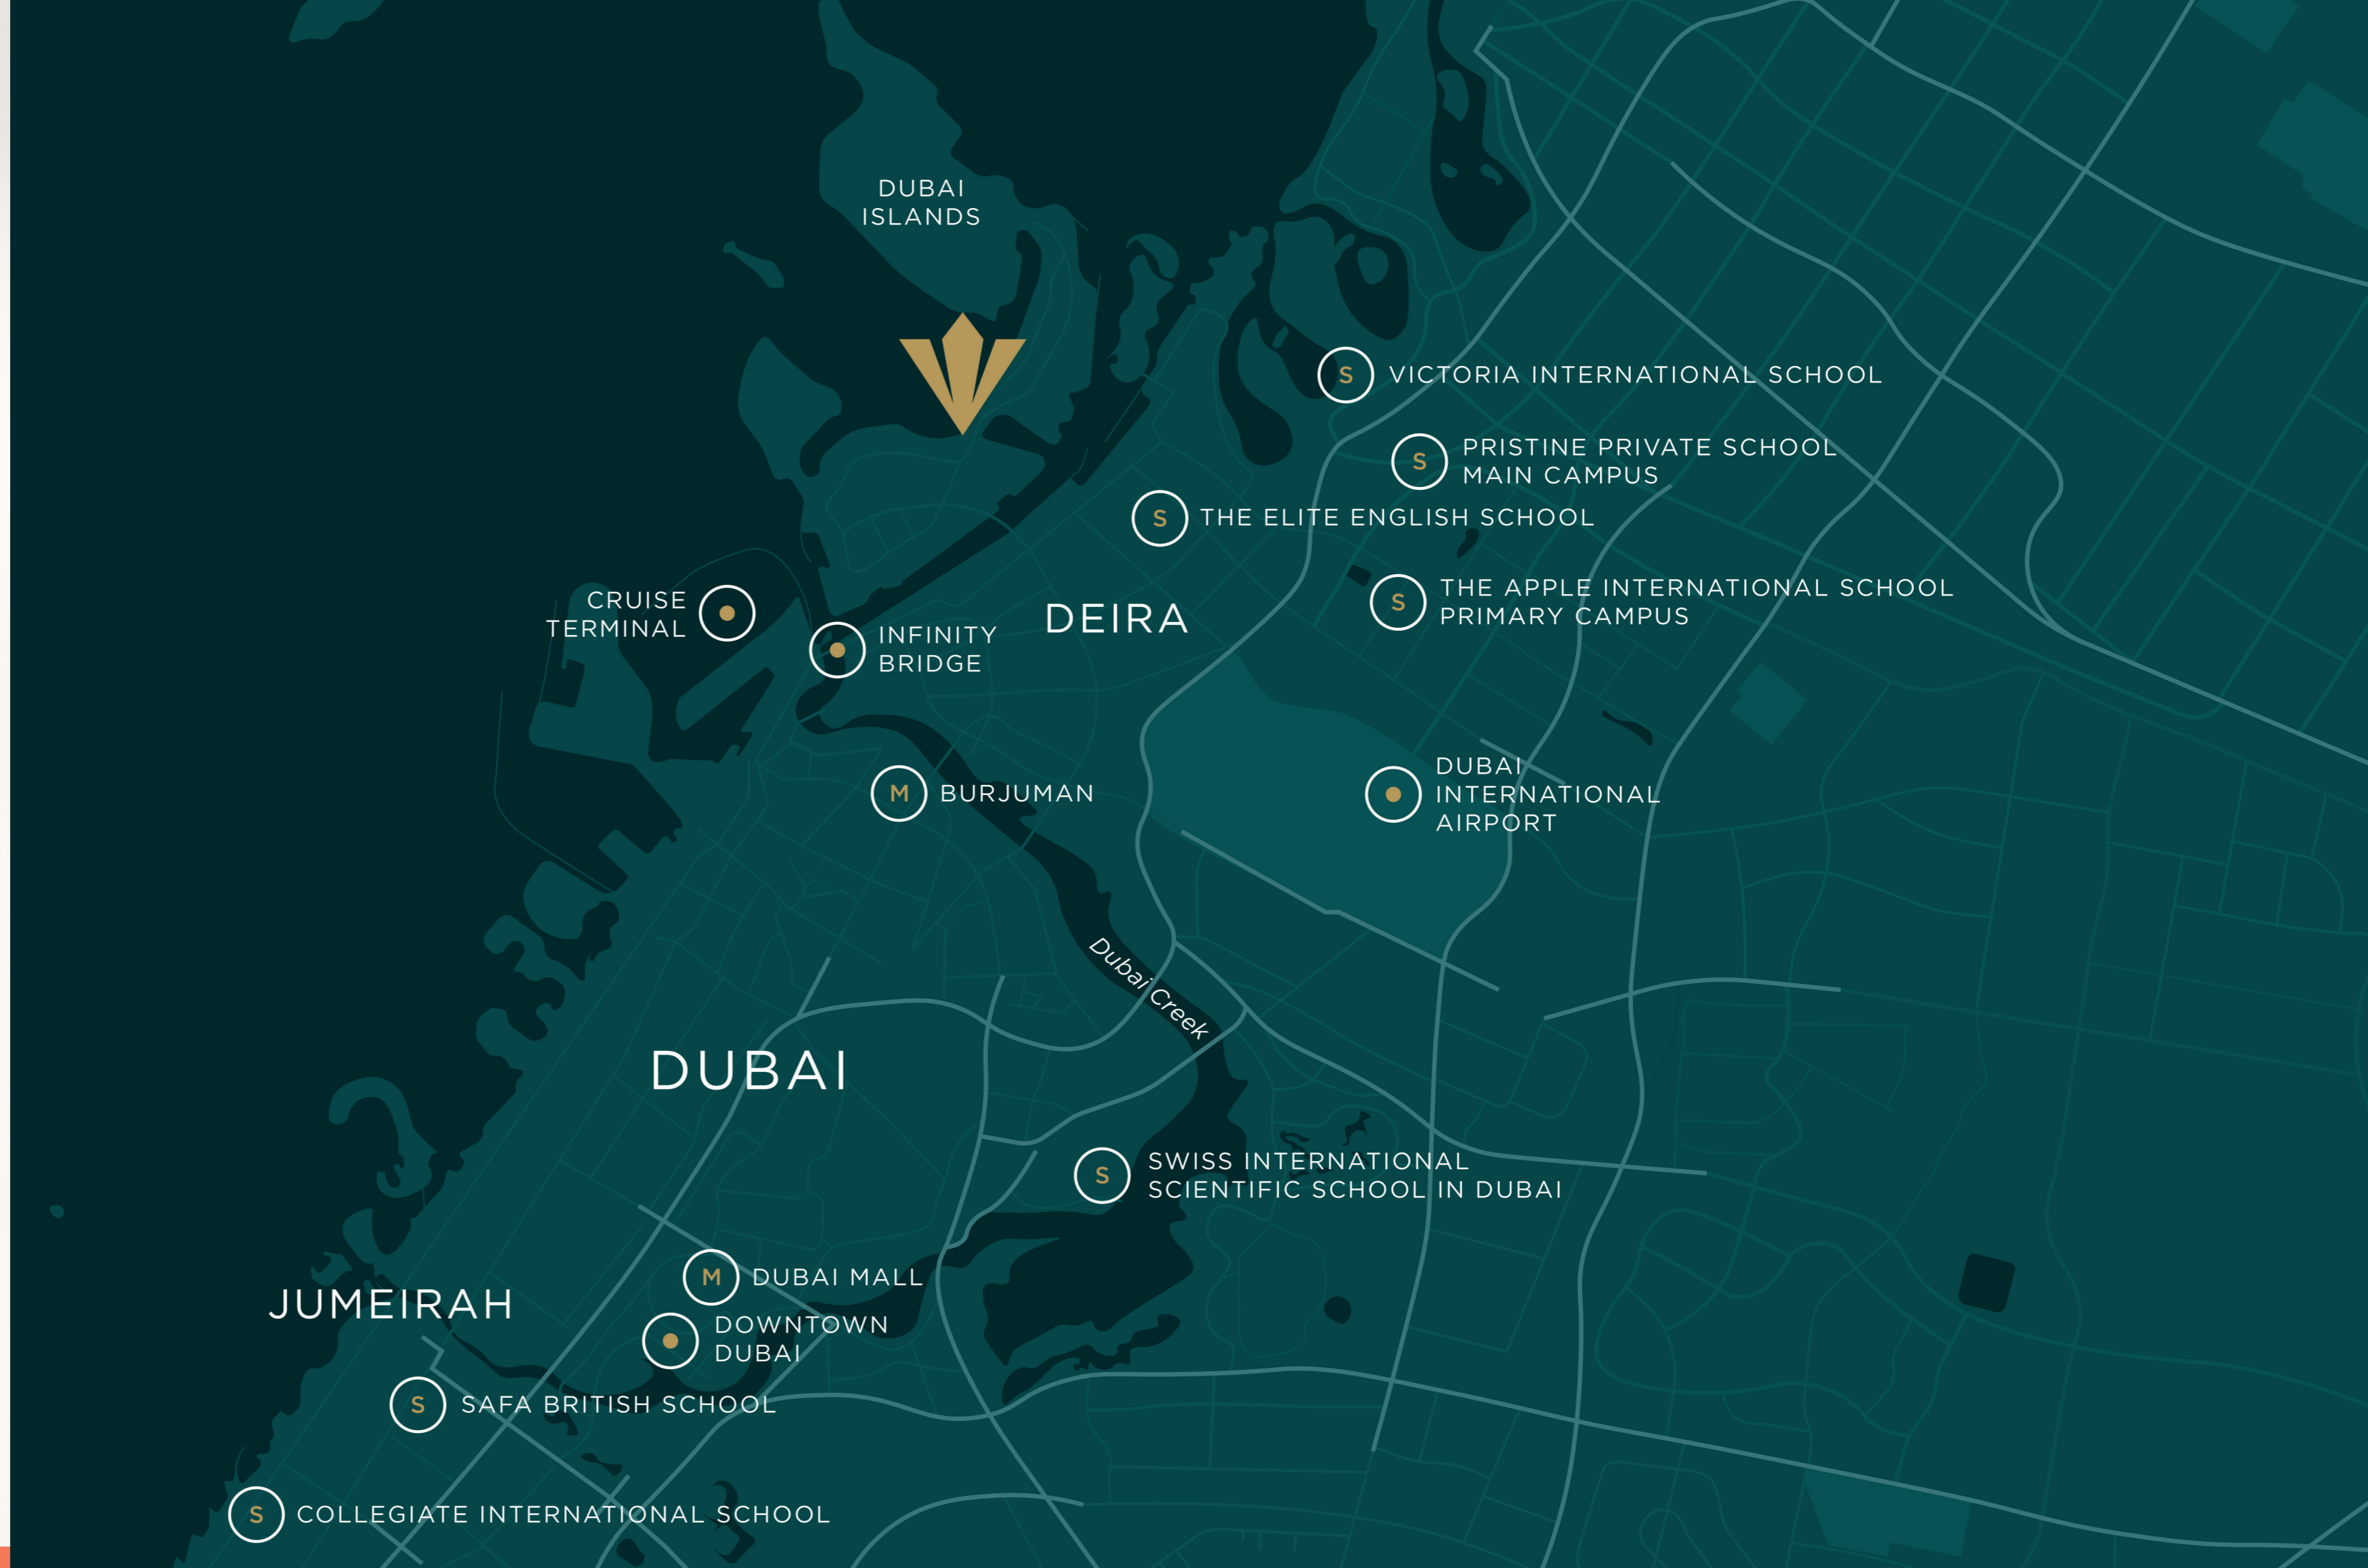 DUBAI
ISLANDS
S
VICTORIA INTERNATIONAL SCHOOL
S
PRISTINE PRIVATE SCHOOL
MAIN CAMPUS
S
THE ELITE ENGLISH SCHOOL
S
THE APPLE INTERNATIONAL SCHOOL
PRIMARY CAMPUS
CRUISE
TERMINAL
DEIRA
INFINITY
BRIDGE
M
BURJUMAN
DUBAI
INTERNATIONAL
AIRPORT
Dubai Creek
DUBAI
S
SWISS INTERNATIONAL
SCIENTIFIC SCHOOL IN DUBAI
M
DUBAI MALL
JUMEIRAH
DOWNTOWN
DUBAI
S
SAFA BRITISH SCHOOL
S
COLLEGIATE INTERNATIONAL SCHOOL